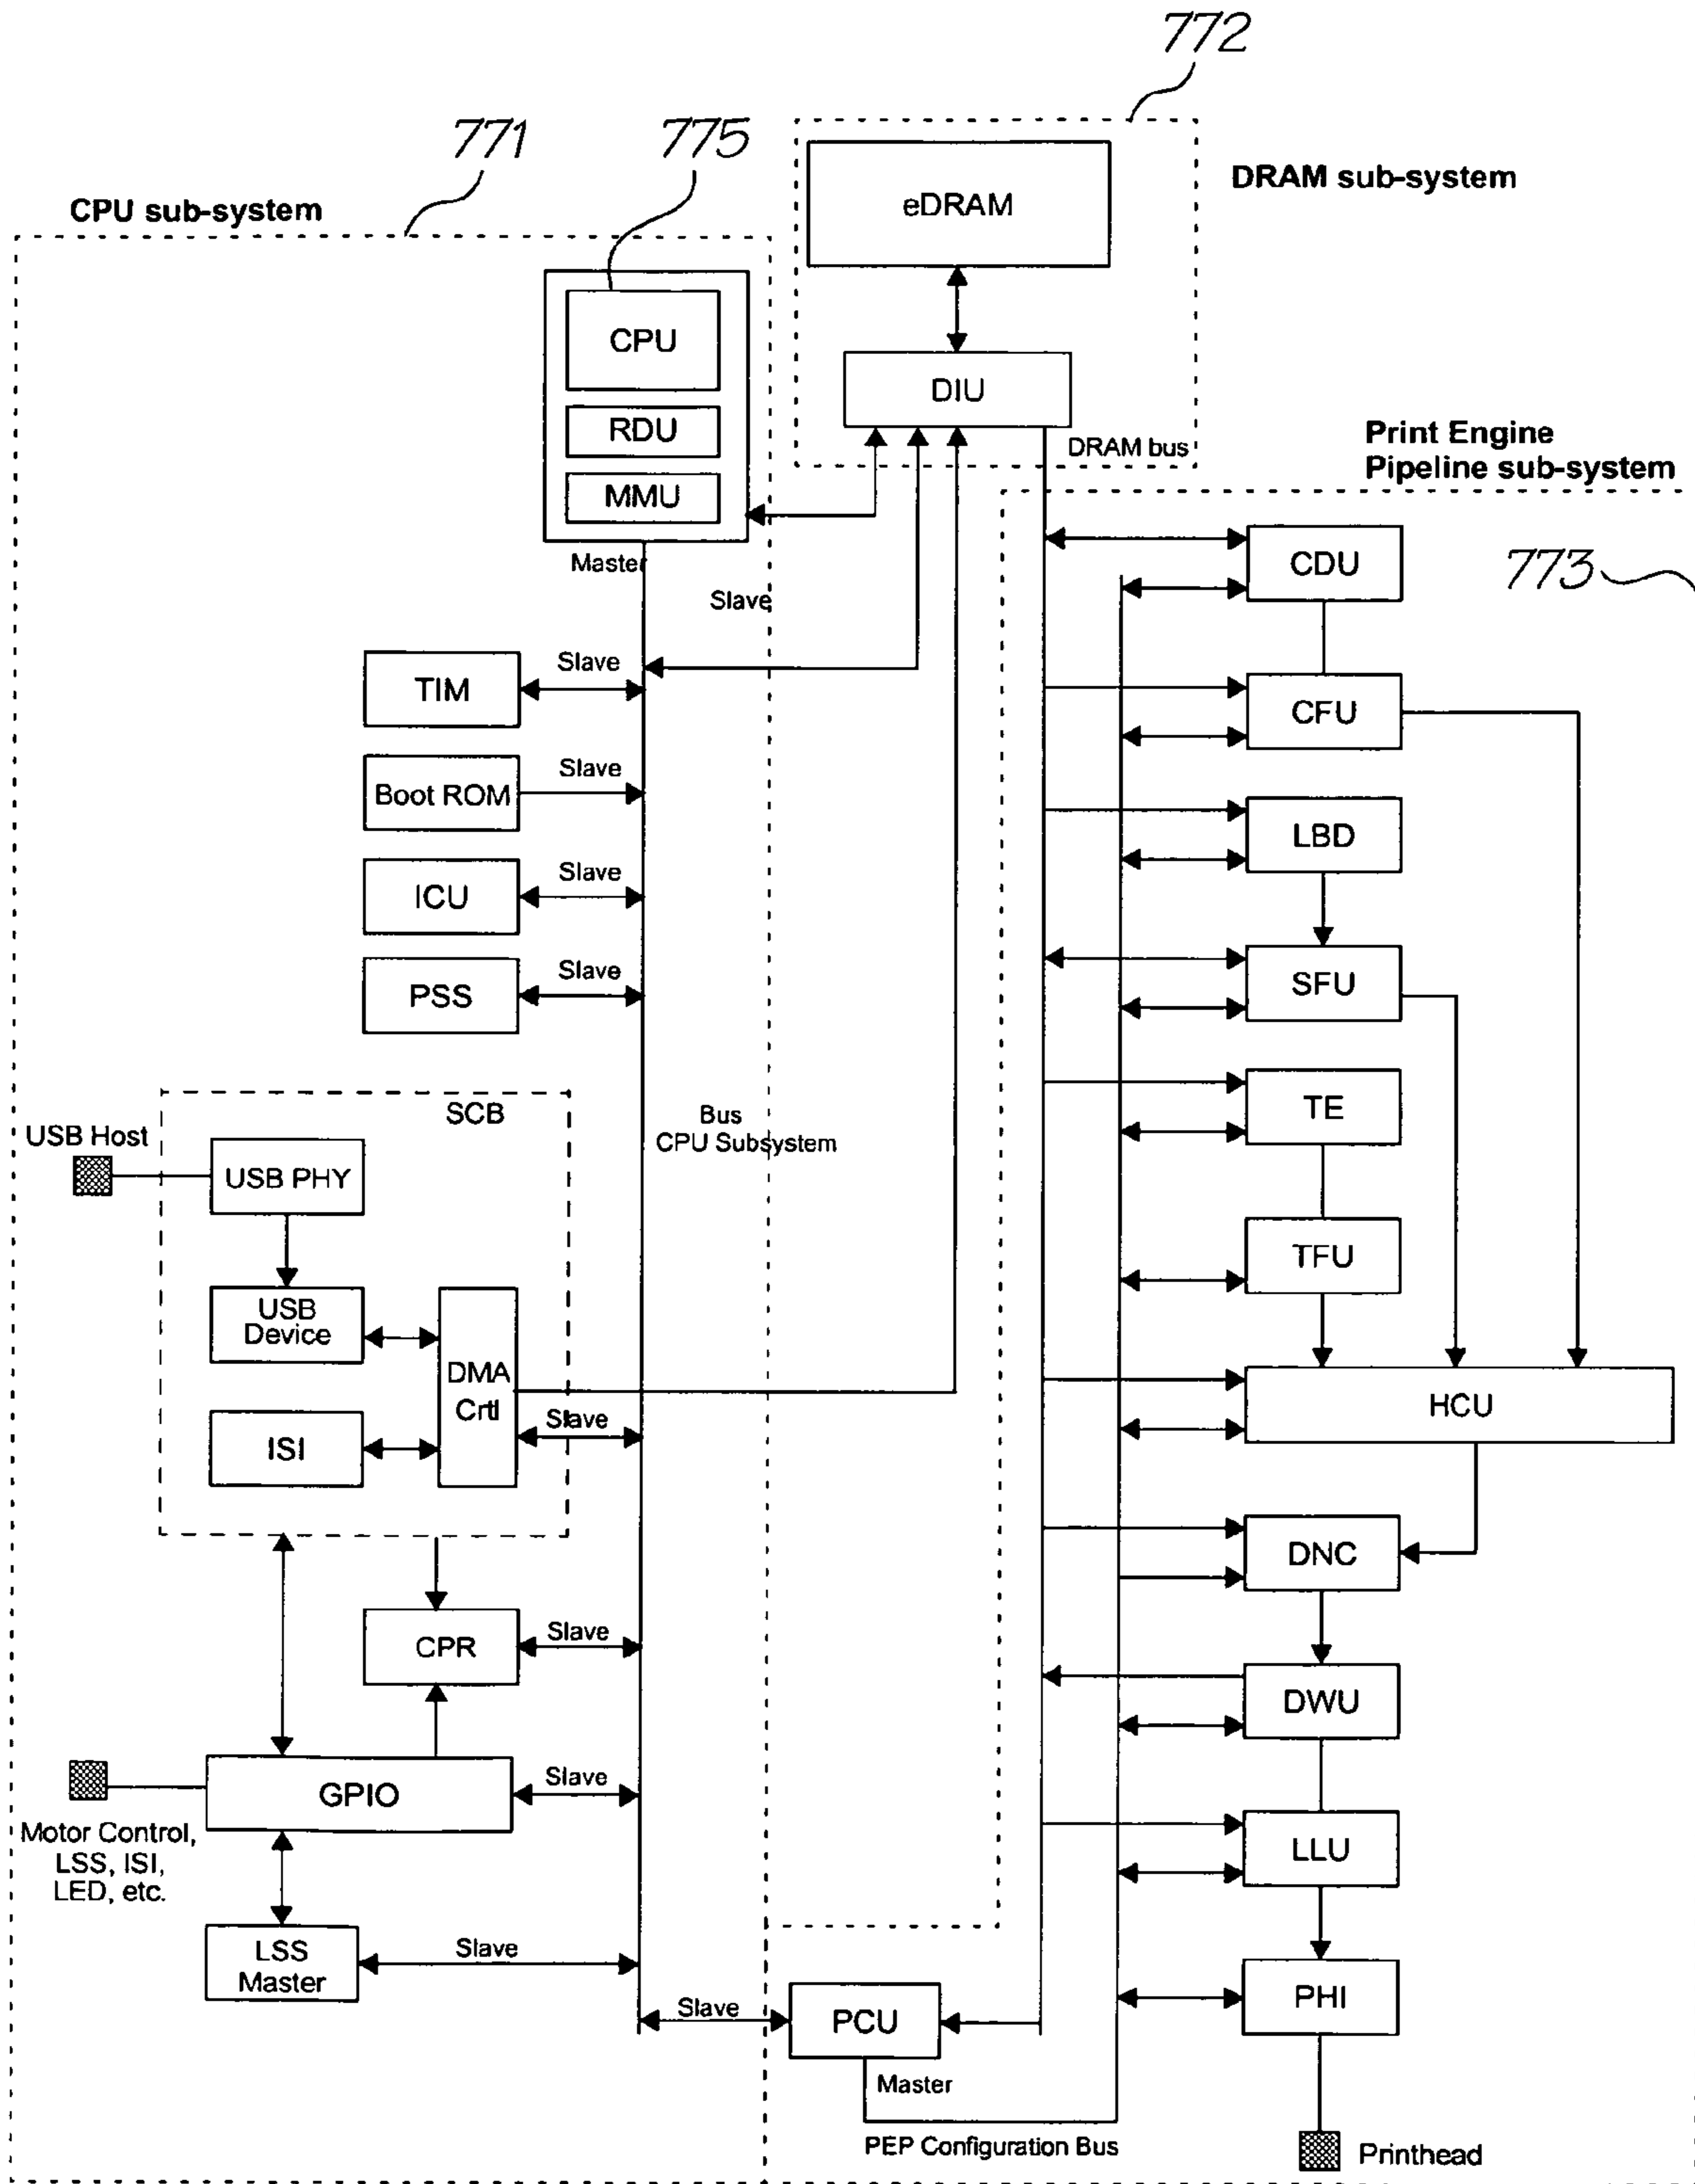 772
771
775
CPU sub-system
DRAM sub-system
eDRAM
CPU
RDU
MMU
DIU
DRAM bus
Print Engine
Pipeline sub-system
773
Master
Slave
CDU
TIM
Slave
CFU
Boot ROM
Slave
LBD
ICU
Slave
PSS
Slave
SFU
TE
SCB
USB Host
USB PHY
Bus
CPU Subsystem
TFU
USB
Device
DMA
Crtl
Slave
ISI
HCU
DNC
CPR
Slave
DWU
GPIO
Slave
Motor Control,
LSS, ISI,
LED, etc.
LLU
LSS
Master
Slave
PHI
Slave
PCU
Master
PEP Configuration Bus
Printhead